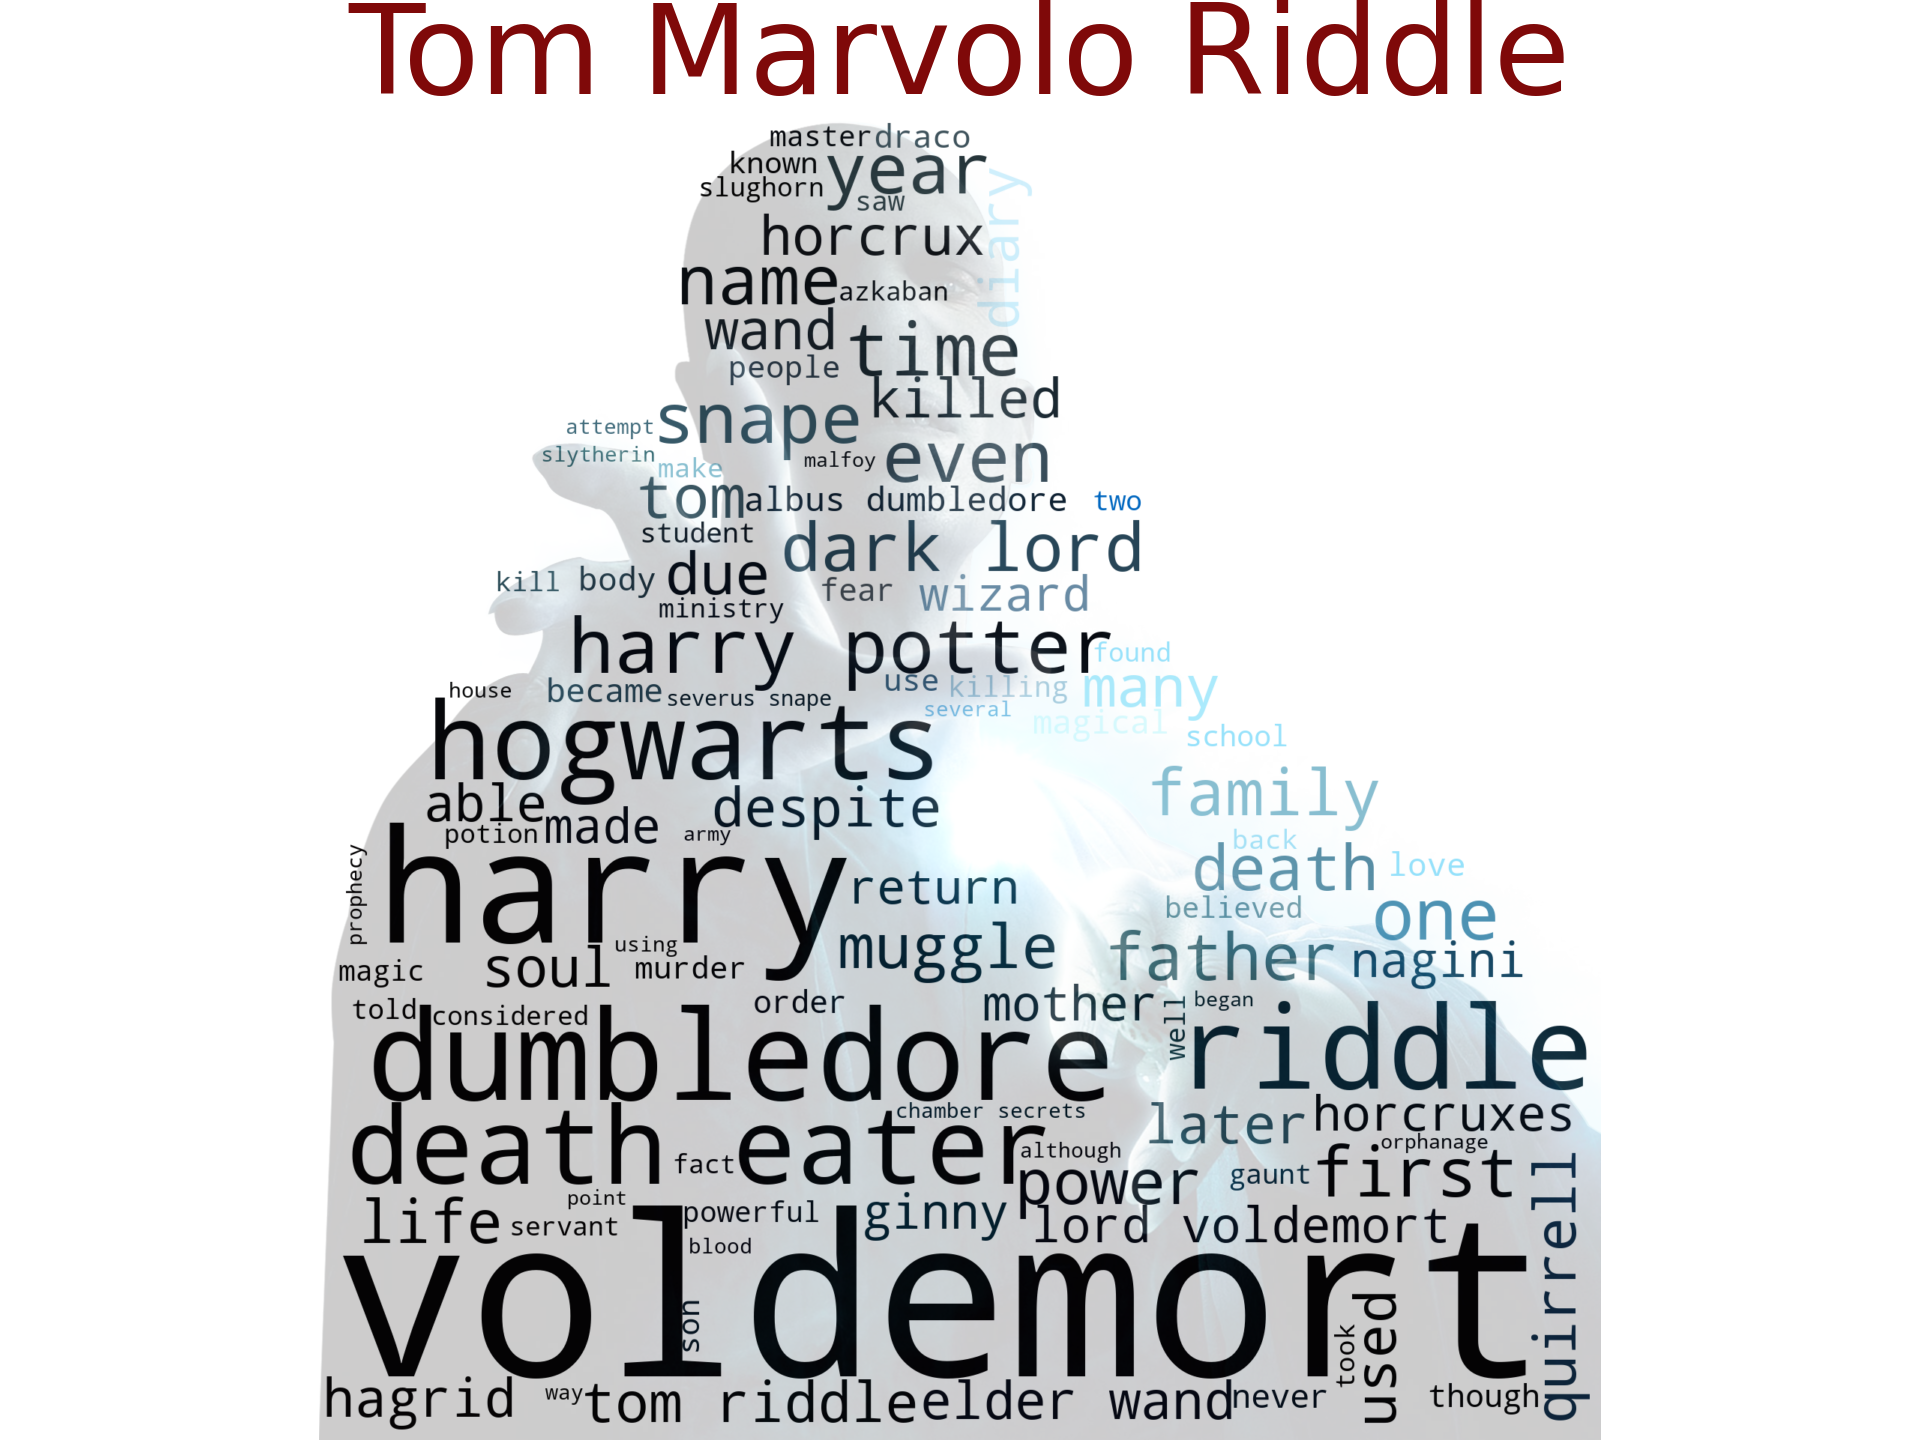 Tom Marvolo Riddle
master draco
known year
slughorn saw
diary
horcrux
name azkaban
wand time
people
killed
snape
attempt
slytherin make malfoy even
tom albus dumbledore two
student dark lord
kill body due fear wizard
ministry
harry potter found
house became severus snape use killing many
several magical
hogwarts school
able despite family
potion made army back
prophecy harry return death love
believed one
using muggle father nagini
magic soul murder
told considered order mother well began
dumbledore riddle
chamber secrets later horcruxes
death eater although orphanage
fact power gaunt first
point
life servant powerful ginny lord voldemort quirrell
blood
voldemort
son took used
hagrid way tom riddle elder wand never though